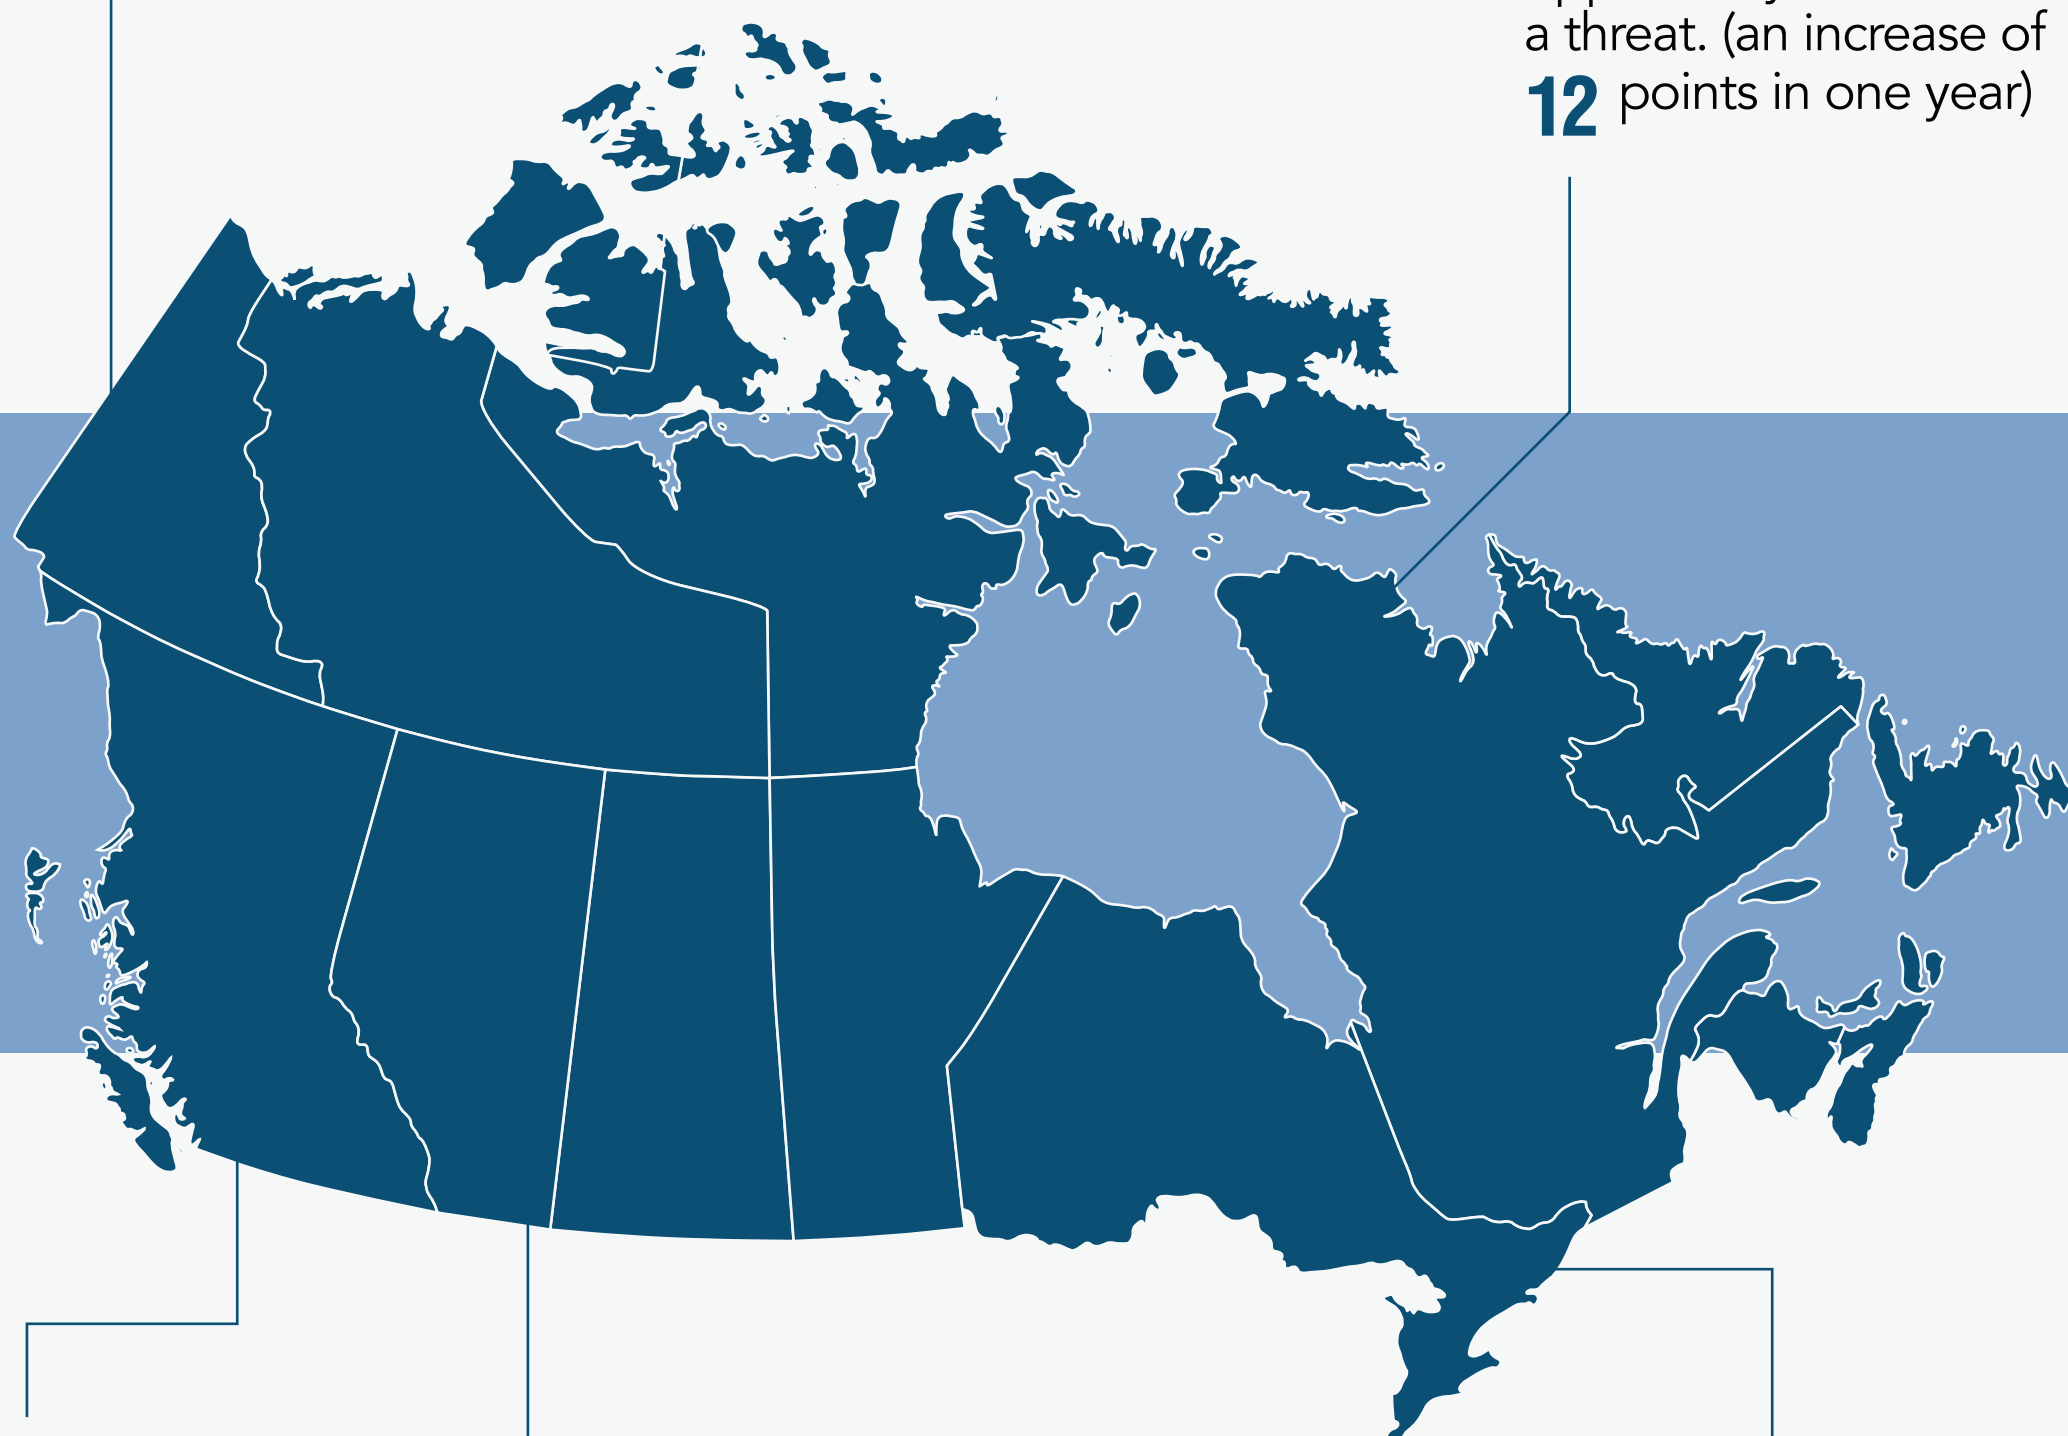 a threat. (an increase of
12 points in one year)